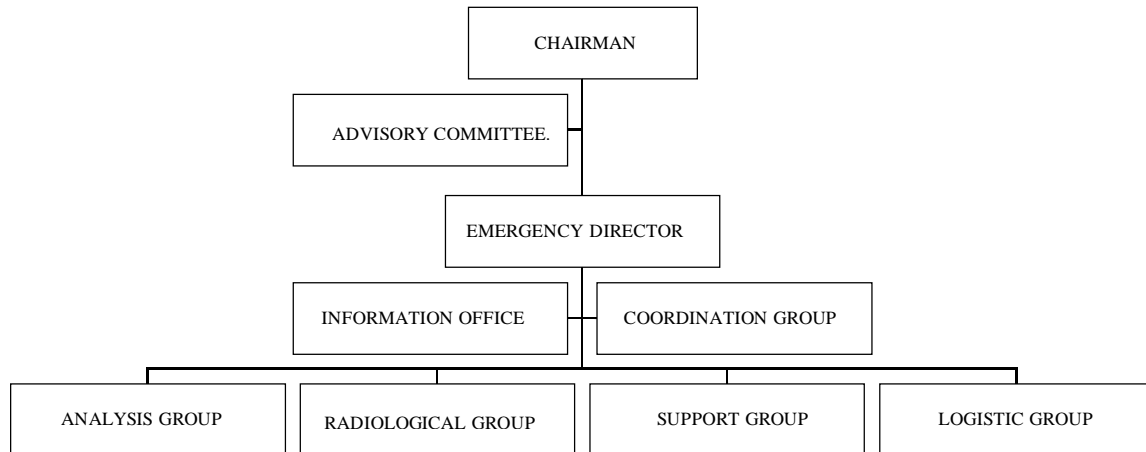 CHAIRMAN
ADVISORY COMMITTEE.
EMERGENCY DIRECTOR
INFORMATION OFFICE
COORDINATION GROUP
ANALYSIS GROUP
RADIOLOGICAL GROUP
SUPPORT GROUP
LOGISTIC GROUP